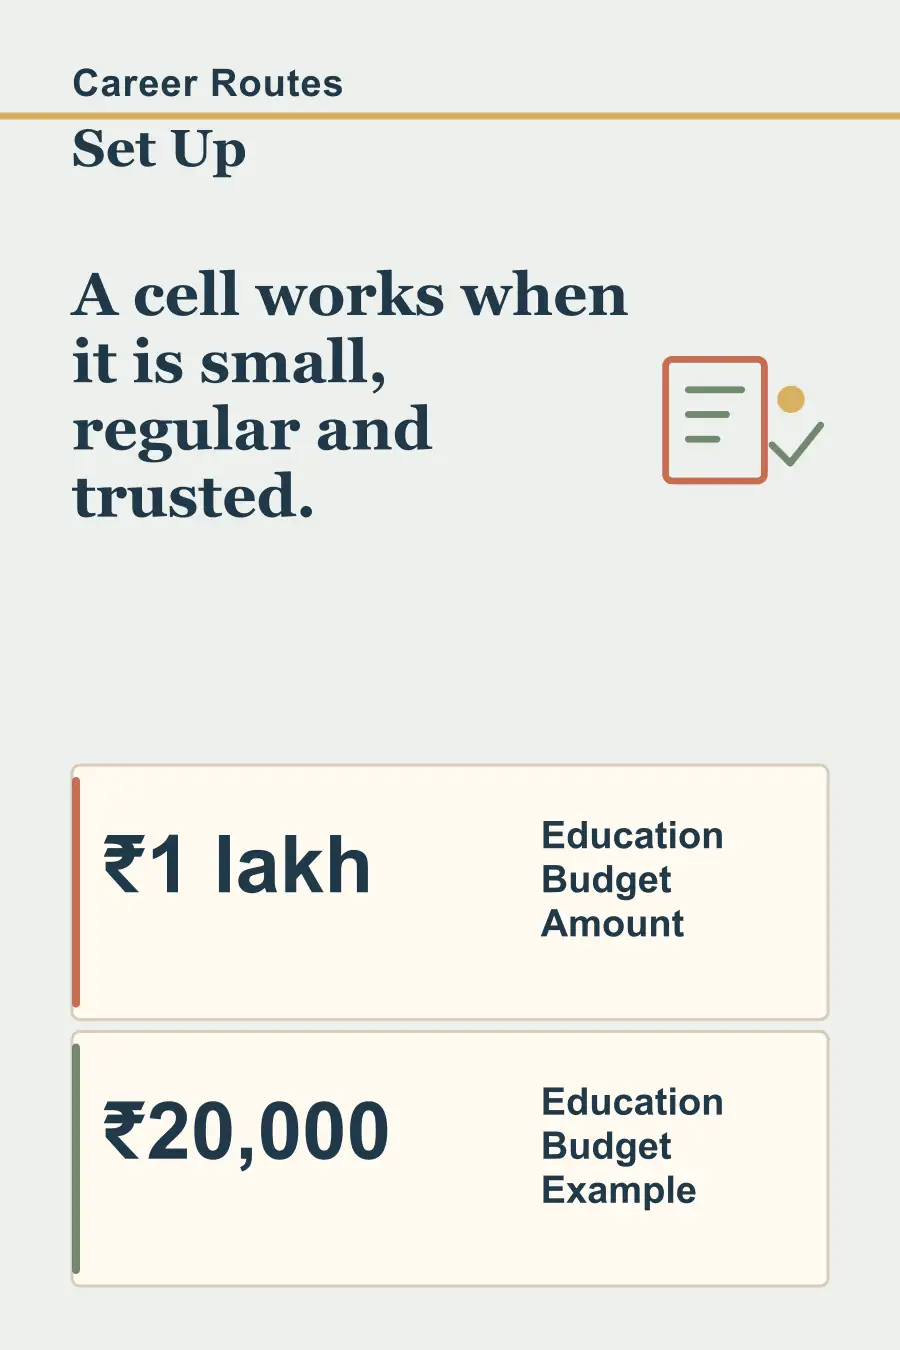 Career Routes
Set Up
A cell works when
it is small,
regular and
trusted.
₹1 lakh
Education
Budget
Amount
₹20,000
Education
Budget
Example